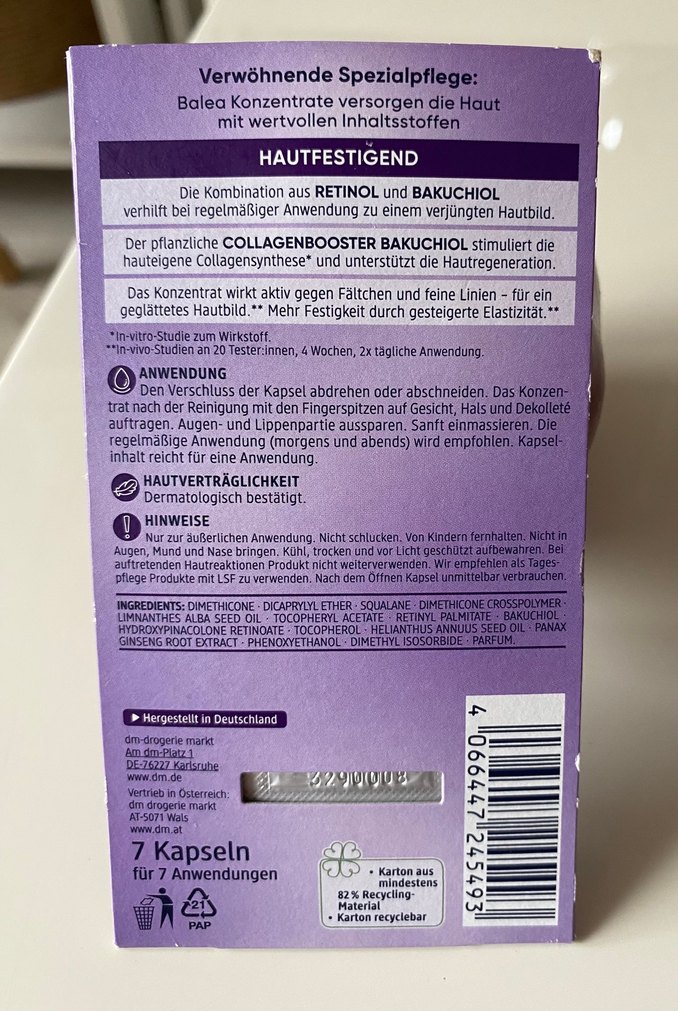 Verwöhnende Spezialpflege:
Balea Konzentrate versorgen die Haut
mit wertvollen Inhaltsstoffen
HAUTFESTIGEND
Die Kombination aus RETINOL und BAKUCHIOL
verhilft bei regelmäßiger Anwendung zu einem verjüngten Hautbild.
Der pflanzliche COLLAGENBOOSTER BAKUCHIOL stimuliert die
hauteigene Collagensynthese* und unterstützt die Hautregeneration.
Das Konzentrat wirkt aktiv gegen Fältchen und feine Linien – für ein
geglättetes Hautbild.** Mehr Festigkeit durch gesteigerte Elastizität.**
*In-vitro-Studie zum Wirkstoff.
**In-vivo-Studien an 20 Tester:innen, 4 Wochen, 2x tägliche Anwendung.
ANWENDUNG
Den Verschluss der Kapsel abdrehen oder abschneiden. Das Konzen-
trat nach der Reinigung mit den Fingerspitzen auf Gesicht, Hals und Dekolleté
auftragen. Augen- und Lippenpartie aussparen. Sanft einmassieren. Die
regelmäßige Anwendung (morgens und abends) wird empfohlen. Kapsel-
inhalt reicht für eine Anwendung.
HAUTVERTRÄGLICHKEIT
Dermatologisch bestätigt.
HINWEISE
Nur zur äußerlichen Anwendung. Nicht schlucken. Von Kindern fernhalten. Nicht in
Augen, Mund und Nase bringen. Kühl, trocken und vor Licht geschützt aufbewahren. Bei
auftretenden Hautreaktionen Produkt nicht weiterverwenden. Wir empfehlen als Tages-
pflege Produkte mit LSF zu verwenden. Nach dem Öffnen Kapsel unmittelbar verbrauchen.
INGREDIENTS: DIMETHICONE · DICAPRYLYL ETHER · SQUALANE · DIMETHICONE CROSSPOLYMER ·
LIMNANTHES ALBA SEED OIL · TOCOPHERYL ACETATE · RETINYL PALMITATE · BAKUCHIOL ·
HYDROXYPINACOLONE RETINOATE · TOCOPHEROL · HELIANTHUS ANNUUS SEED OIL · PANAX
GINSENG ROOT EXTRACT · PHENOXYETHANOL · DIMETHYL ISOSORBIDE · PARFUM.
Hergestellt in Deutschland
dm-drogerie markt
Am dm-Platz 1
DE-76227 Karlsruhe
www.dm.de
Vertrieb in Österreich:
dm drogerie markt
AT-5071 Wals
www.dm.at
3290008
7 Kapseln
für 7 Anwendungen
21
PAP
• Karton aus
mindestens
82 % Recycling-
Material
• Karton recyclebar
4 066447 245493